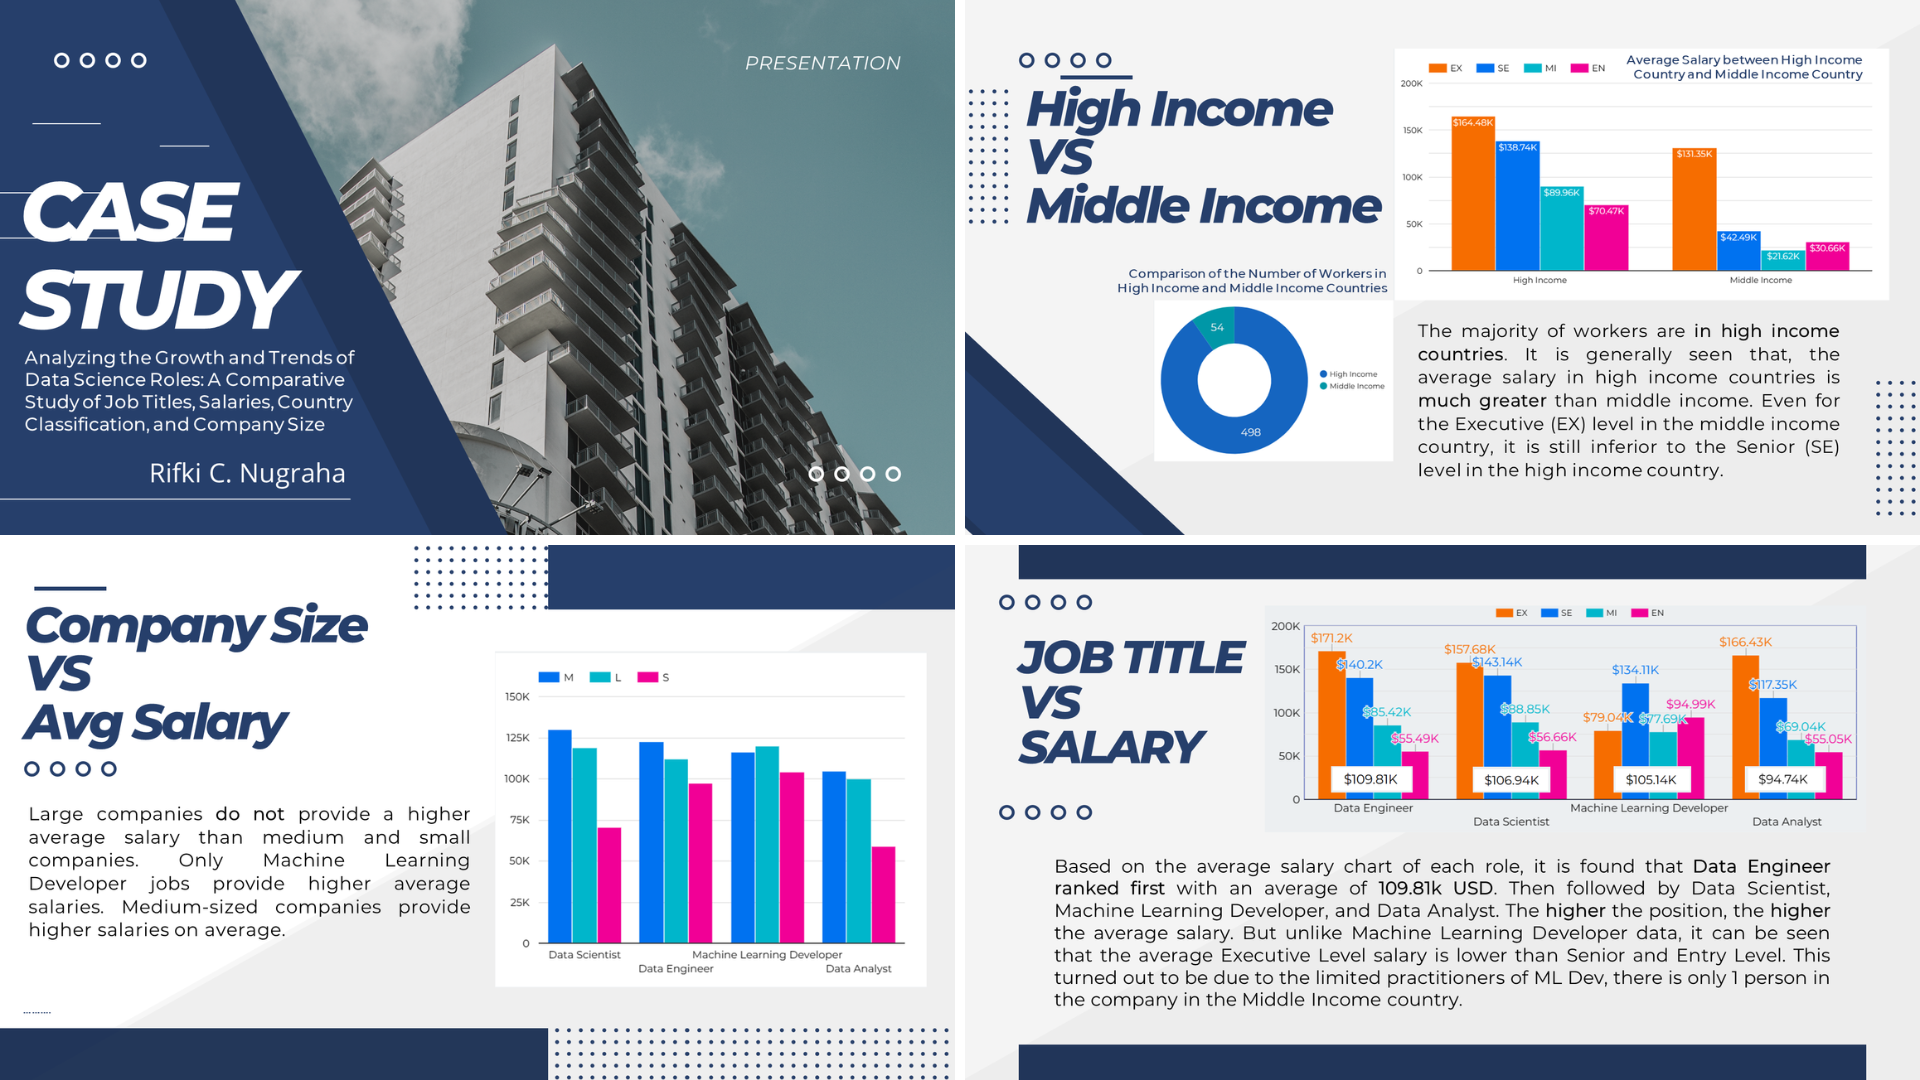 PRESENTATION
CASE
STUDY
Analyzing the Growth and Trends of
Data Science Roles: A Comparative
Study of Job Titles, Salaries, Country
Classification, and Company Size
Rifki C. Nugraha
High Income
VS
Middle Income
EX SE MI EN
Average Salary between High Income
Country and Middle Income Country
200K
150K
100K
50K
0
$164.48K
$138.74K
$89.96K
$70.47K
$131.35K
$42.49K
$21.62K
$30.66K
High Income Middle Income
Comparison of the Number of Workers in
High Income and Middle Income Countries
54
498
High Income
Middle Income
The majority of workers are in high income
countries. It is generally seen that, the
average salary in high income countries is
much greater than middle income. Even for
the Executive (EX) level in the middle income
country, it is still inferior to the Senior (SE)
level in the high income country.
Company Size
VS
Avg Salary
Large companies do not provide a higher
average salary than medium and small
companies. Only Machine Learning
Developer jobs provide higher average
salaries. Medium-sized companies provide
higher salaries on average.
M L S
150K
125K
100K
75K
50K
25K
0
Data Scientist
Data Engineer
Machine Learning Developer
Data Analyst
JOB TITLE
VS
SALARY
EX SE MI EN
200K
150K
100K
50K
0
$171.2K
$140.2K
$85.42K
$55.49K
$109.81K
$157.68K
$143.14K
$88.85K
$56.66K
$106.94K
$79.04K
$134.11K
$77.69K
$94.99K
$105.14K
$166.43K
$117.35K
$69.04K
$55.05K
$94.74K
Data Engineer
Data Scientist
Machine Learning Developer
Data Analyst
Based on the average salary chart of each role, it is found that Data Engineer
ranked first with an average of 109.81k USD. Then followed by Data Scientist,
Machine Learning Developer, and Data Analyst. The higher the position, the higher
the average salary. But unlike Machine Learning Developer data, it can be seen
that the average Executive Level salary is lower than Senior and Entry Level. This
turned out to be due to the limited practitioners of ML Dev, there is only 1 person in
the company in the Middle Income country.